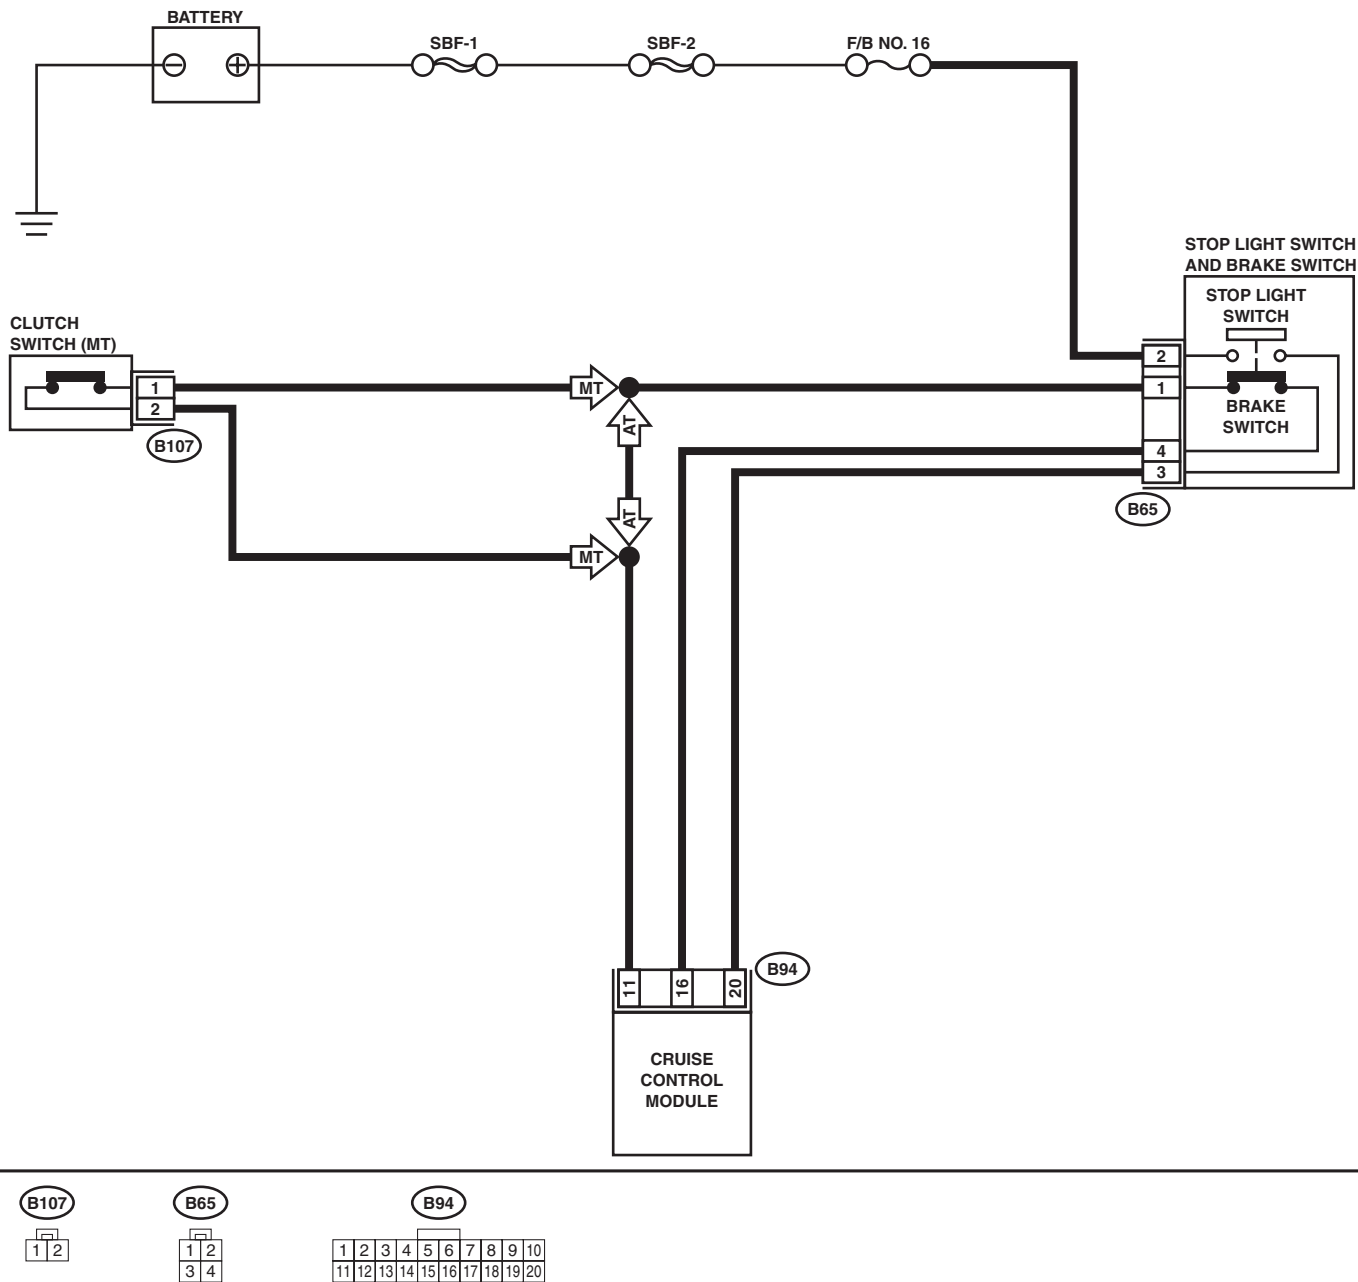 BATTERY
SBF-1
SBF-2
F/B NO. 16
STOP LIGHT SWITCH
AND BRAKE SWITCH
STOP LIGHT
SWITCH
CLUTCH
SWITCH (MT)
2
1
MT
1
1
2
AT
BRAKE
SWITCH
B107
4
3
AT
B65
MT
B94
11
16
20
CRUISE
CONTROL
MODULE
B107
B65
B94
1 2
1 2
3 4
1 2 3 4 5 6 7 8 9 10
11 12 13 14 15 16 17 18 19 20